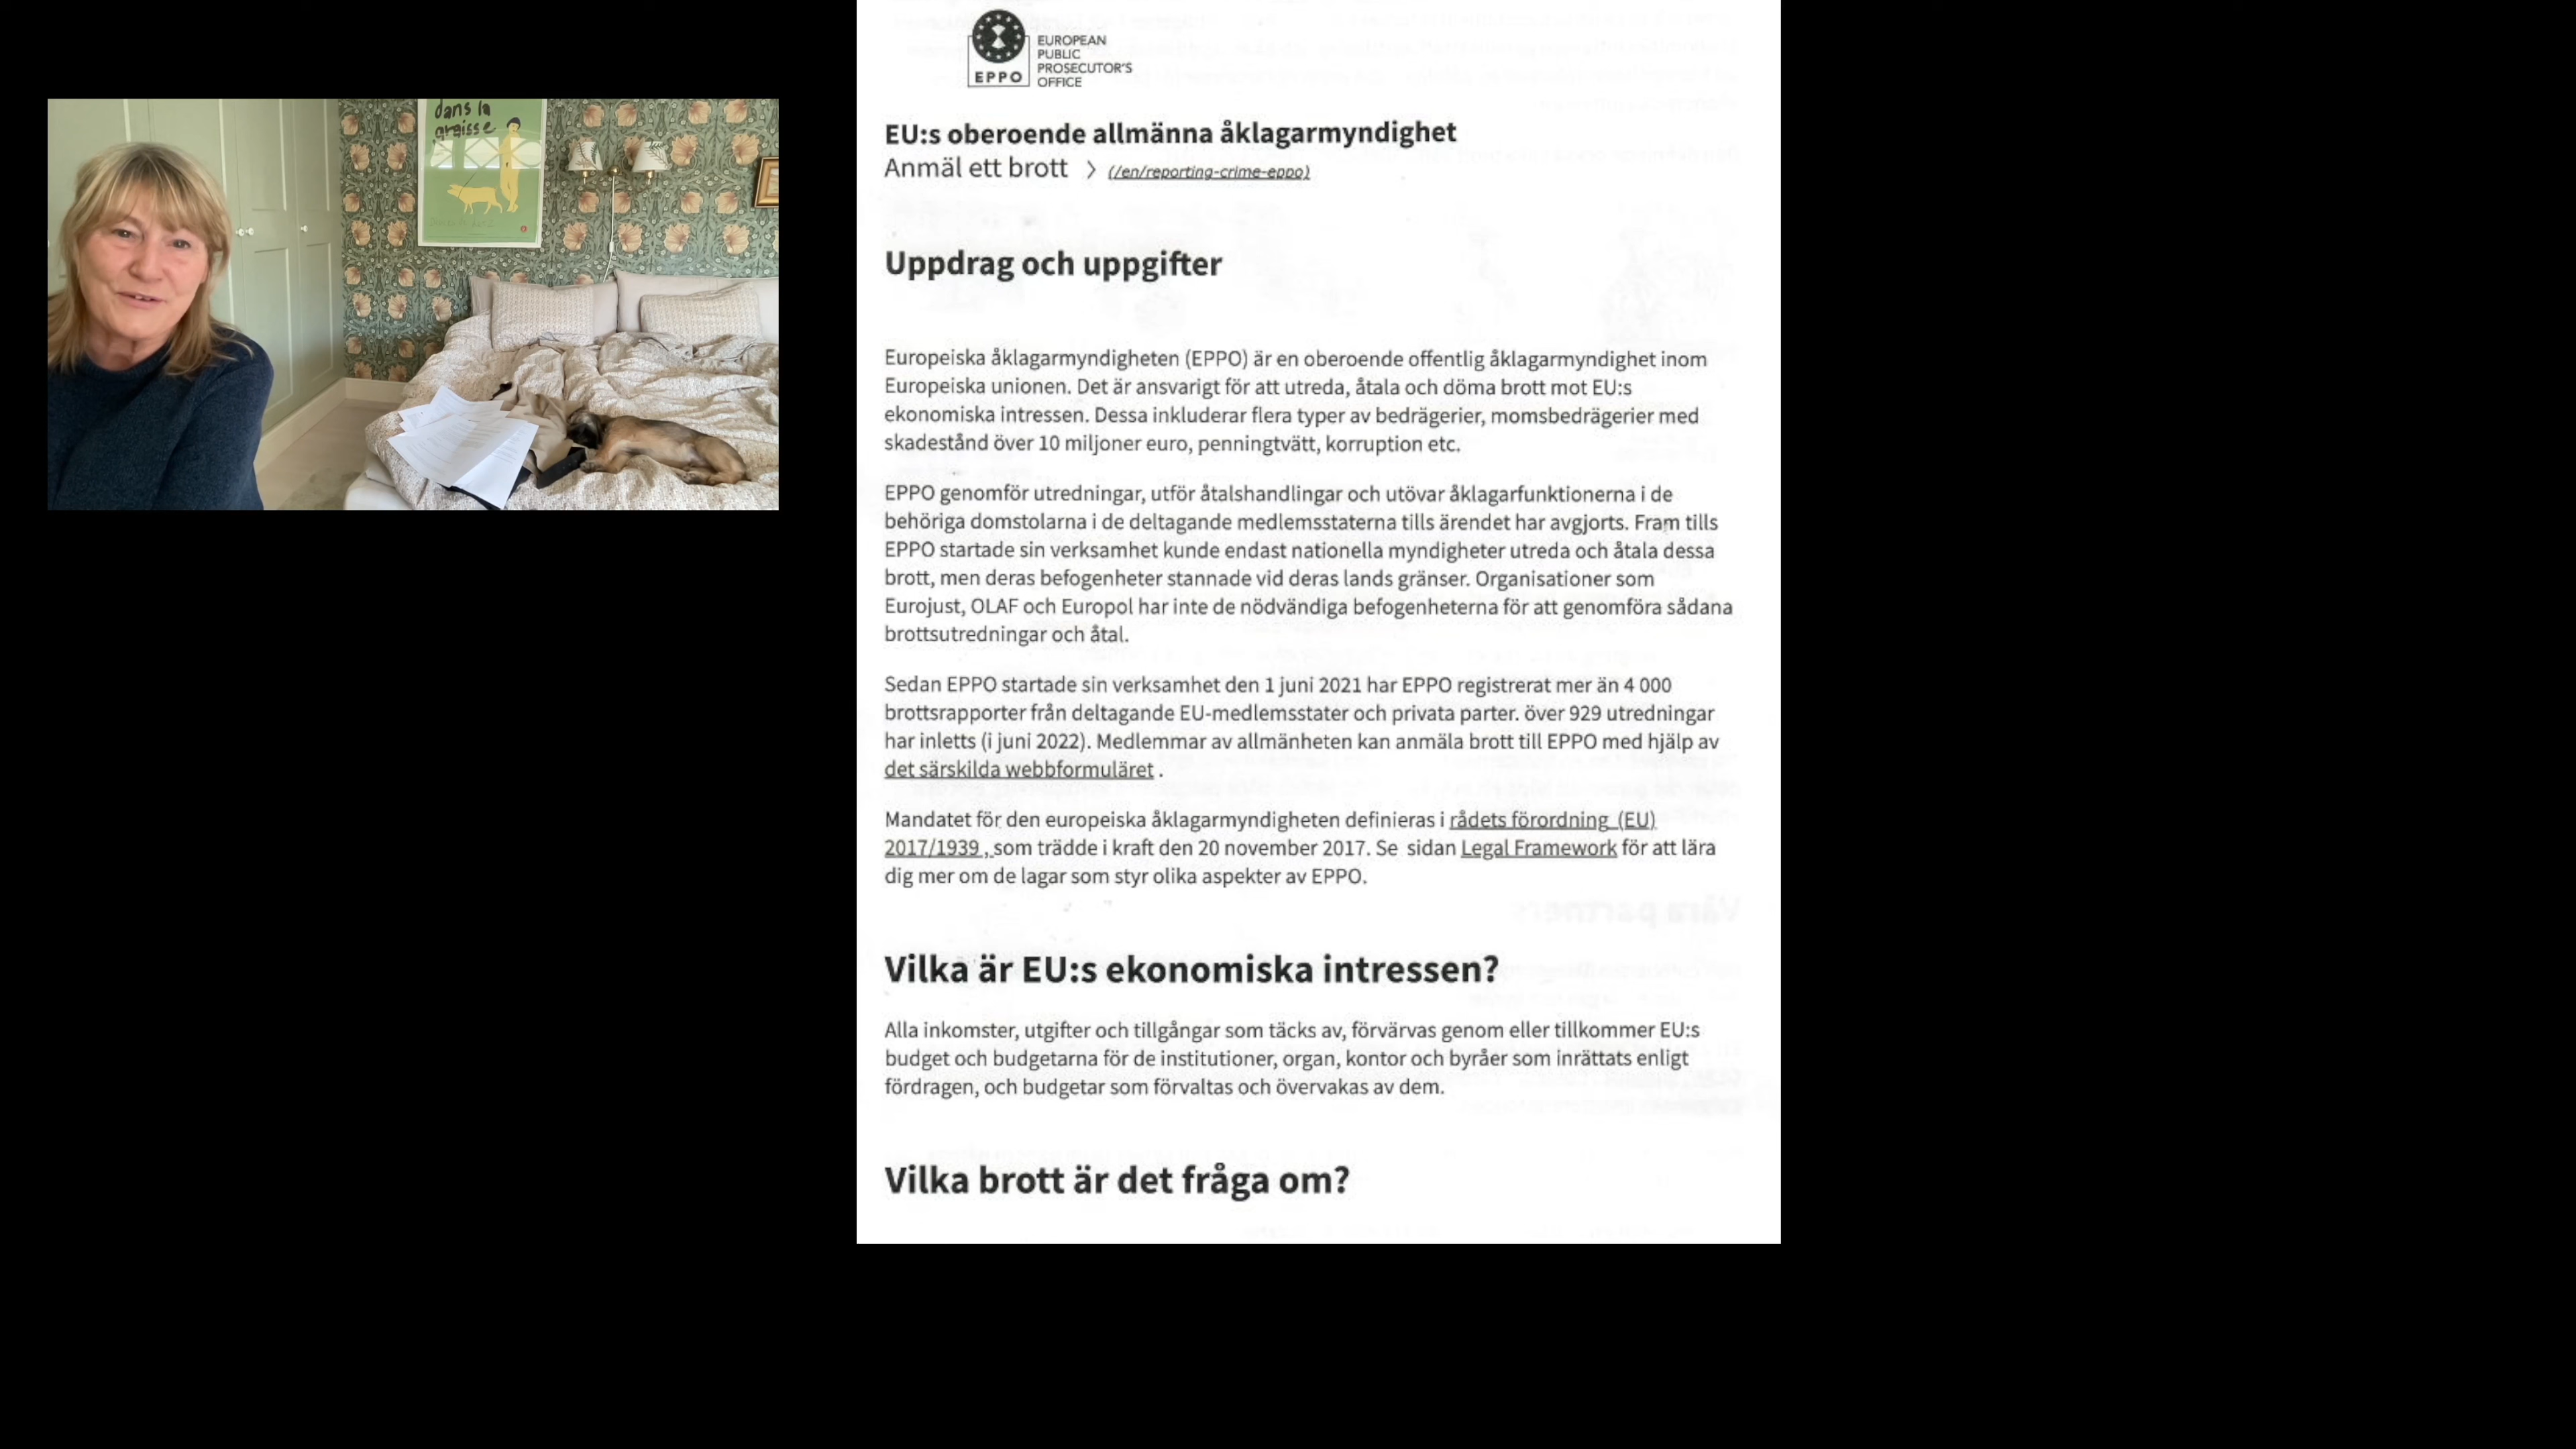 dans la
graisse
EPPO
EUROPEAN
PUBLIC
PROSECUTOR'S
OFFICE
EU:s oberoende allmänna åklagarmyndighet
Anmäl ett brott > (/en/reporting-crime-eppo)
Uppdrag och uppgifter
Europeiska åklagarmyndigheten (EPPO) är en oberoende offentlig åklagarmyndighet inom
Europeiska unionen. Det är ansvarigt för att utreda, åtala och döma brott mot EU:s
ekonomiska intressen. Dessa inkluderar flera typer av bedrägerier, momsbedrägerier med
skadestånd över 10 miljoner euro, penningtvätt, korruption etc.
EPPO genomför utredningar, utför åtalshandlingar och utövar åklagarfunktionerna i de
behöriga domstolarna i de deltagande medlemsstaterna tills ärendet har avgjorts. Fram tills
EPPO startade sin verksamhet kunde endast nationella myndigheter utreda och åtala dessa
brott, men deras befogenheter stannade vid deras lands gränser. Organisationer som
Eurojust, OLAF och Europol har inte de nödvändiga befogenheterna för att genomföra sådana
brottsutredningar och åtal.
Sedan EPPO startade sin verksamhet den 1 juni 2021 har EPPO registrerat mer än 4 000
brottsrapporter från deltagande EU-medlemsstater och privata parter. över 929 utredningar
har inletts (i juni 2022). Medlemmar av allmänheten kan anmäla brott till EPPO med hjälp av
det särskilda webbformuläret .
Mandatet för den europeiska åklagarmyndigheten definieras i rådets förordning (EU)
2017/1939 , som trädde i kraft den 20 november 2017. Se sidan Legal Framework för att lära
dig mer om de lagar som styr olika aspekter av EPPO.
Vilka är EU:s ekonomiska intressen?
Alla inkomster, utgifter och tillgångar som täcks av, förvärvas genom eller tillkommer EU:s
budget och budgetarna för de institutioner, organ, kontor och byråer som inrättats enligt
fördragen, och budgetar som förvaltas och övervakas av dem.
Vilka brott är det fråga om?